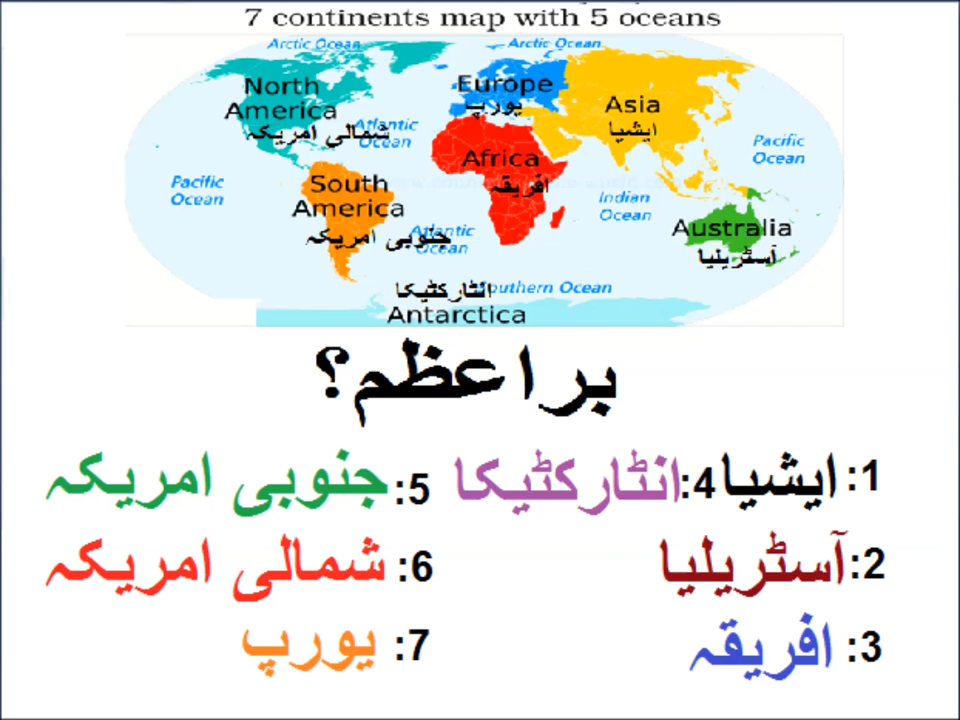 7 continents map with 5 oceans
Arctic Ocean
Arctic Ocean
North
America
شمالی امریکہ
Europe
یورپ
Asia
ایشیا
Atlantic
Ocean
Africa
افریقہ
Pacific
Ocean
Pacific
Ocean
South
America
جنوبی امریکہ
Atlantic
Ocean
Indian
Ocean
Australia
آسٹریلیا
انٹارکٹیکا
Southern Ocean
Antarctica
براعظم؟
1: ایشیا
2: آسٹریلیا
3: افریقہ
4: انٹارکٹیکا
5: جنوبی امریکہ
6: شمالی امریکہ
7: یورپ